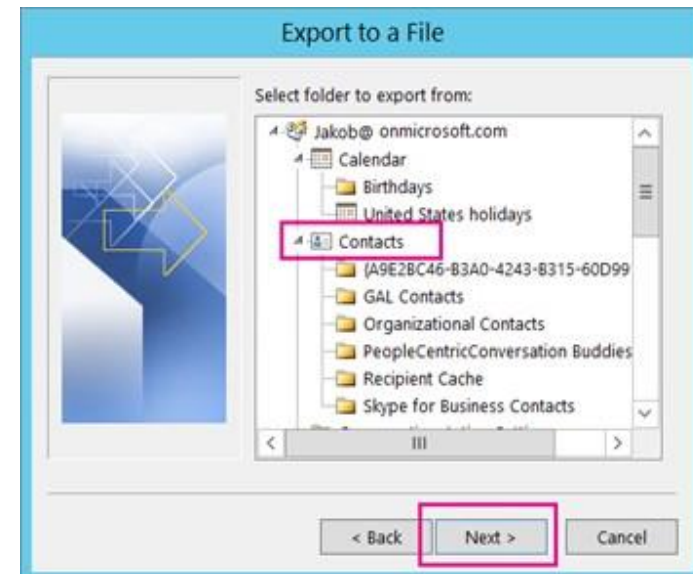 Export to a File
Select folder to export from:
Jakob@ onmicrosoft.com
Calendar
Birthdays
United States holidays
Contacts
(A9E2BC46-B3A0-4243-B315-60D99
GAL Contacts
Organizational Contacts
PeopleCentricConversation Buddies
Recipient Cache
Skype for Business Contacts
< Back Next > Cancel